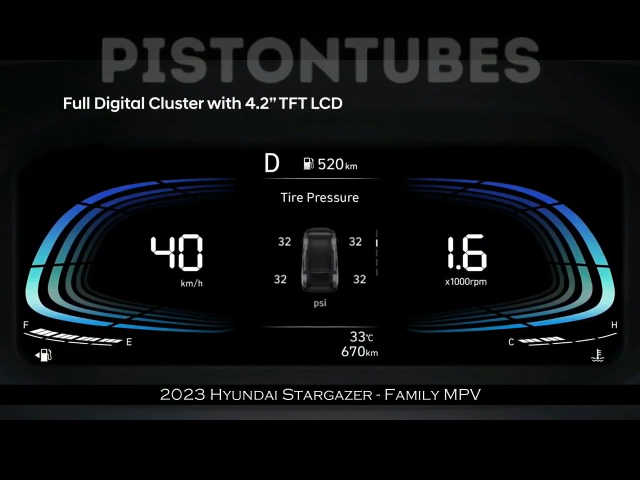 PISTONTUBES
Full Digital Cluster with 4.2” TFT LCD
D 520km
Tire Pressure
32 32
40 1.6
km/h x1000rpm
32 32
psi
F E
33°C
670km
C H
2023 Hyundai Stargazer - Family MPV